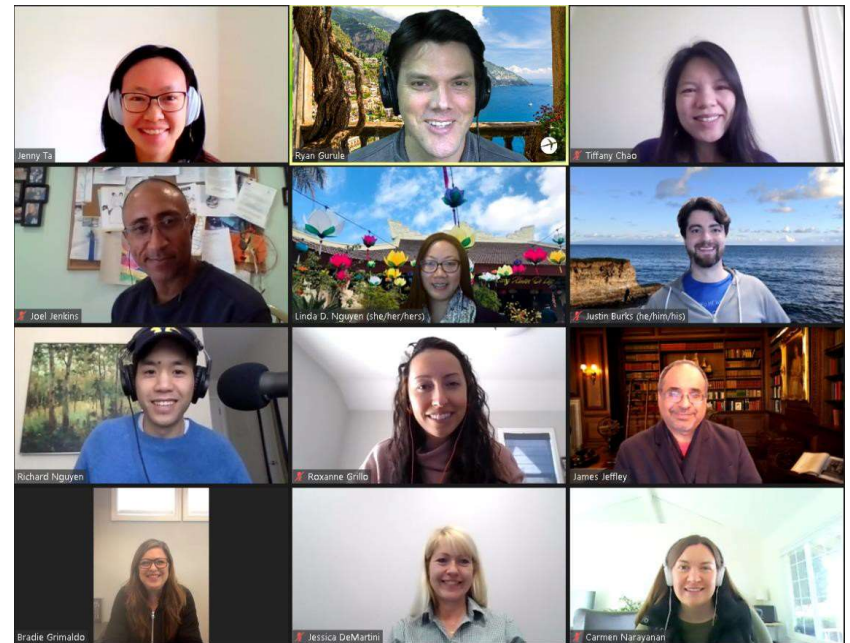 Jenny Ta
Ryan Gurule
Tiffany Chao
Joel Jenkins
Linda D. Nguyen (she/her/hers)
Justin Burks (he/him/his)
Richard Nguyen
Roxanne Grillo
James Jeffley
Bradie Grimaldo
Jessica DeMartini
Carmen Narayanan